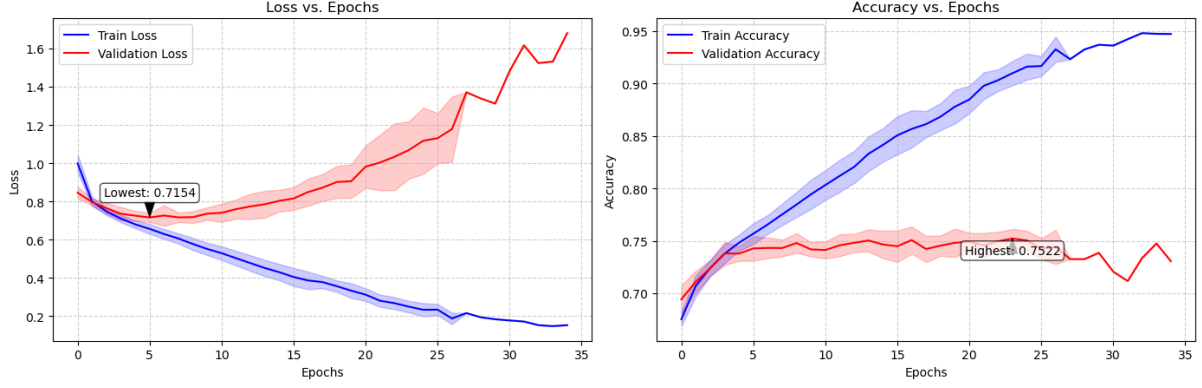 Loss vs. Epochs
Train Loss
Validation Loss
1.6
1.4
1.2
1.0
0.8
0.6
0.4
0.2
Loss
Lowest: 0.7154
0 5 10 15 20 25 30 35
Epochs
Accuracy vs. Epochs
Train Accuracy
Validation Accuracy
0.95
0.90
0.85
0.80
0.75
0.70
Accuracy
Highest: 0.7522
0 5 10 15 20 25 30 35
Epochs